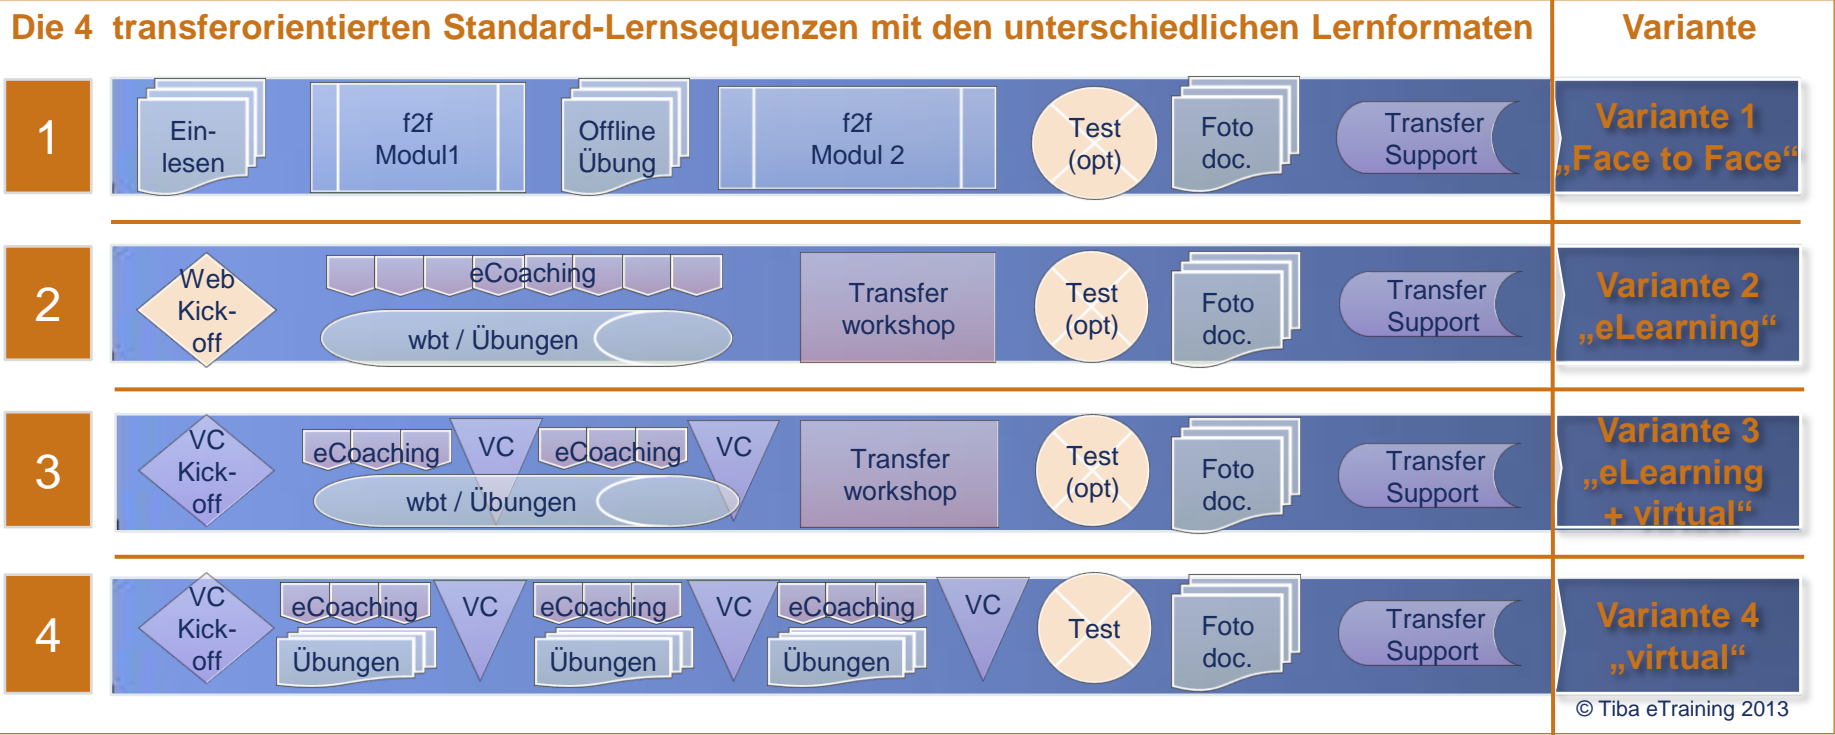 Die 4 transferorientierten Standard-Lernsequenzen mit den unterschiedlichen Lernformaten
Variante
1
Ein-
lesen
f2f
Modul1
Offline
Übung
f2f
Modul 2
Test
(opt)
Foto
doc.
Transfer
Support
Variante 1
„Face to Face“
2
Web
Kick-
off
eCoaching
wbt / Übungen
Transfer
workshop
Test
(opt)
Foto
doc.
Transfer
Support
Variante 2
„eLearning“
3
VC
Kick-
off
eCoaching
VC
eCoaching
VC
wbt / Übungen
Transfer
workshop
Test
(opt)
Foto
doc.
Transfer
Support
Variante 3
„eLearning
+ virtual“
4
VC
Kick-
off
eCoaching
Übungen
VC
eCoaching
Übungen
VC
eCoaching
Übungen
VC
Test
Foto
doc.
Transfer
Support
Variante 4
„virtual“
© Tiba eTraining 2013